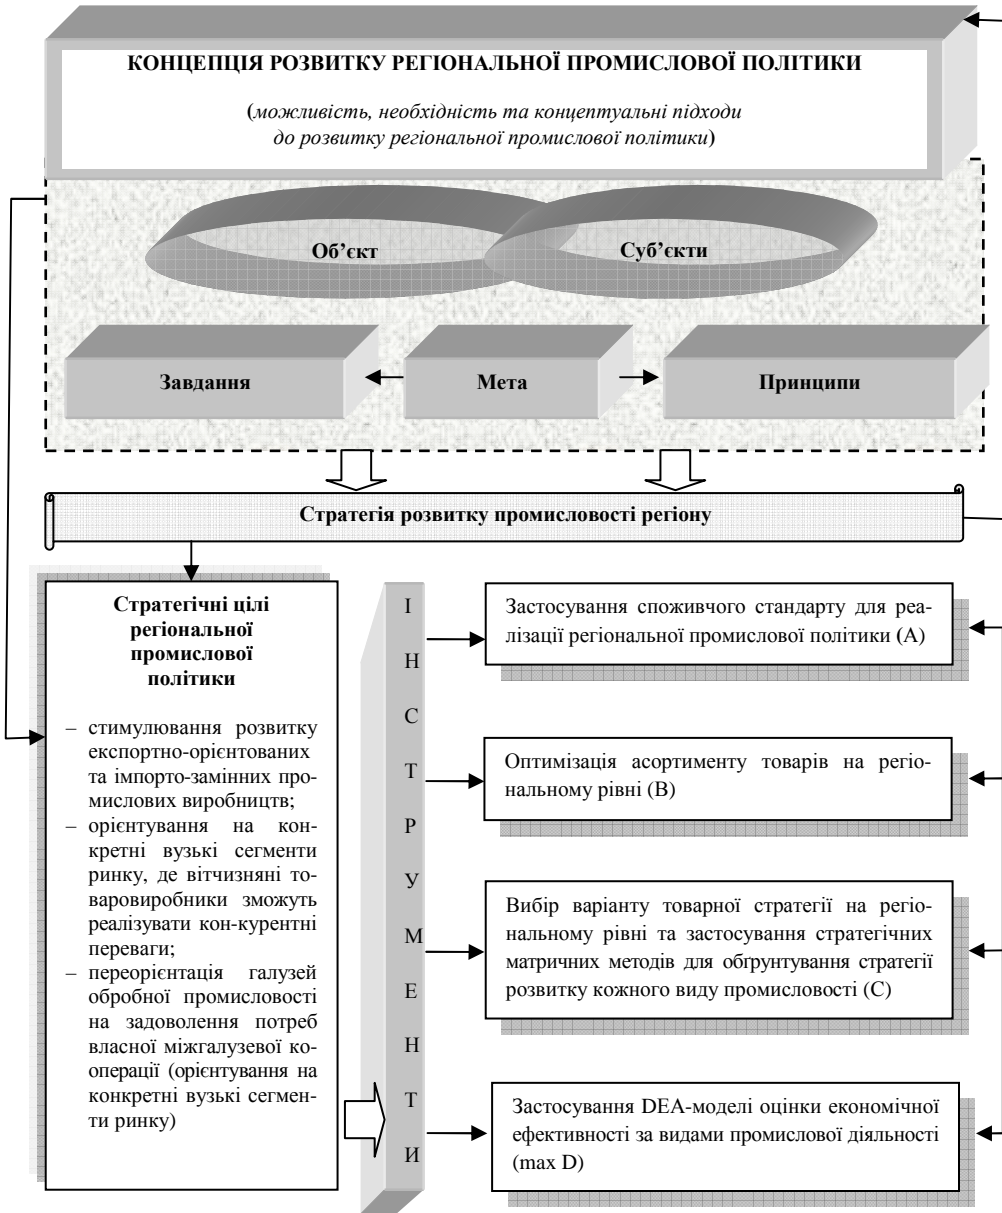 КОНЦЕПЦІЯ РОЗВИТКУ РЕГІОНАЛЬНОЇ ПРОМИСЛОВОЇ ПОЛІТИКИ
(можливість, необхідність та концептуальні підходи
до розвитку регіональної промислової політики)
Об’єкт
Суб’єкти
Завдання
Мета
Принципи
Стратегія розвитку промисловості регіону
Стратегічні цілі
регіональної
промислової
політики
– стимулювання розвитку
експортно-орієнтованих
та імпорто-замінних про-
мислових виробництв;
– орієнтування на кон-
кретні вузькі сегменти
ринку, де вітчизняні то-
варовиробники зможуть
реалізувати кон-курентні
переваги;
– переорієнтація галузей
обробної промисловості
на задоволення потреб
власної міжгалузевої ко-
операції (орієнтування на
конкретні вузькі сегмен-
ти ринку)
І
Н
С
Т
Р
У
М
Е
Н
Т
И
Застосування споживчого стандарту для реа-
лізації регіональної промислової політики (А)
Оптимізація асортименту товарів на регіо-
нальному рівні (В)
Вибір варіанту товарної стратегії на регіо-
нальному рівні та застосування стратегічних
матричних методів для обґрунтування стратегії
розвитку кожного виду промисловості (С)
Застосування DEA-моделі оцінки економічної
ефективності за видами промислової діяльності
(max D)